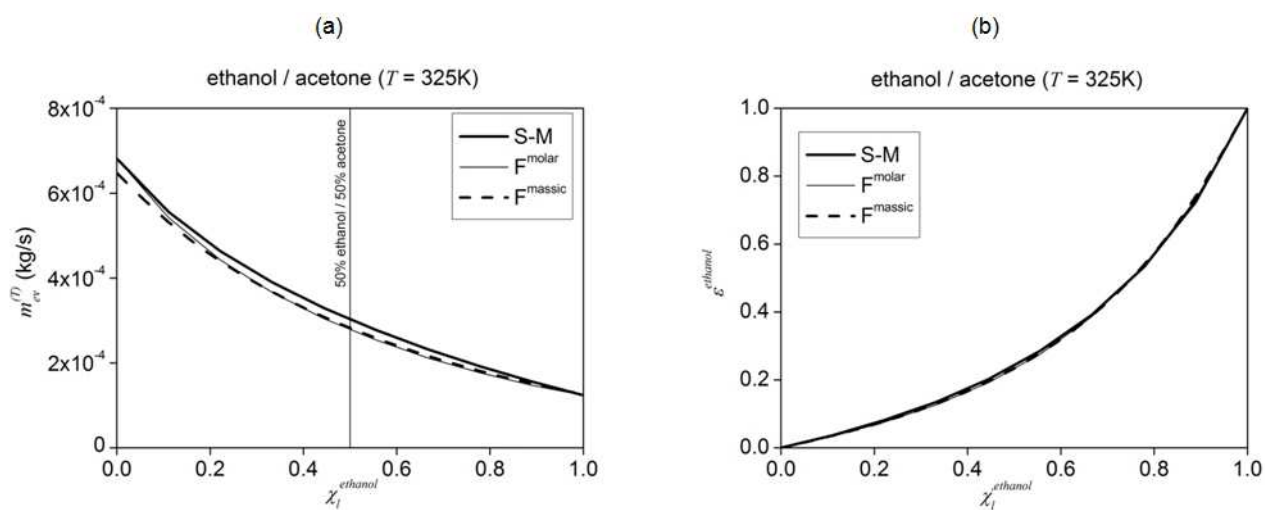 (a)
ethanol / acetone (T = 325K)
8x10⁻⁴
6x10⁻⁴
4x10⁻⁴
2x10⁻⁴
0
m_ev^(T) (kg/s)
50% ethanol / 50% acetone
S-M
F^molar
F^massic
0.0 0.2 0.4 0.6 0.8 1.0
χ_l^ethanol
(b)
ethanol / acetone (T = 325K)
1.0
0.8
0.6
0.4
0.2
0.0
ε^ethanol
S-M
F^molar
F^massic
0.0 0.2 0.4 0.6 0.8 1.0
χ_l^ethanol